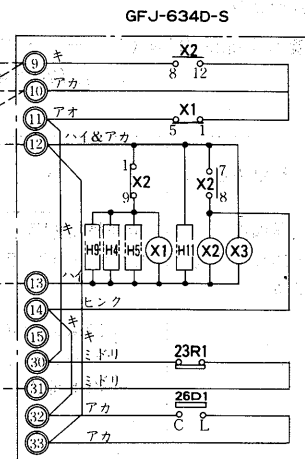 GFJ-634D-S
9 キ X2
8 12
10 アカ
11 アオ X1
5 1
12 ハイ&アカ
1 7
X2 X2
9 8
キ
H9 H4 H5 X1 H11 X2 X3
13 ハイ
14 ピンク
キ
15 キ
30 ミドリ 23R1
31 ミドリ
26D1
32 アカ C L
33 アカ